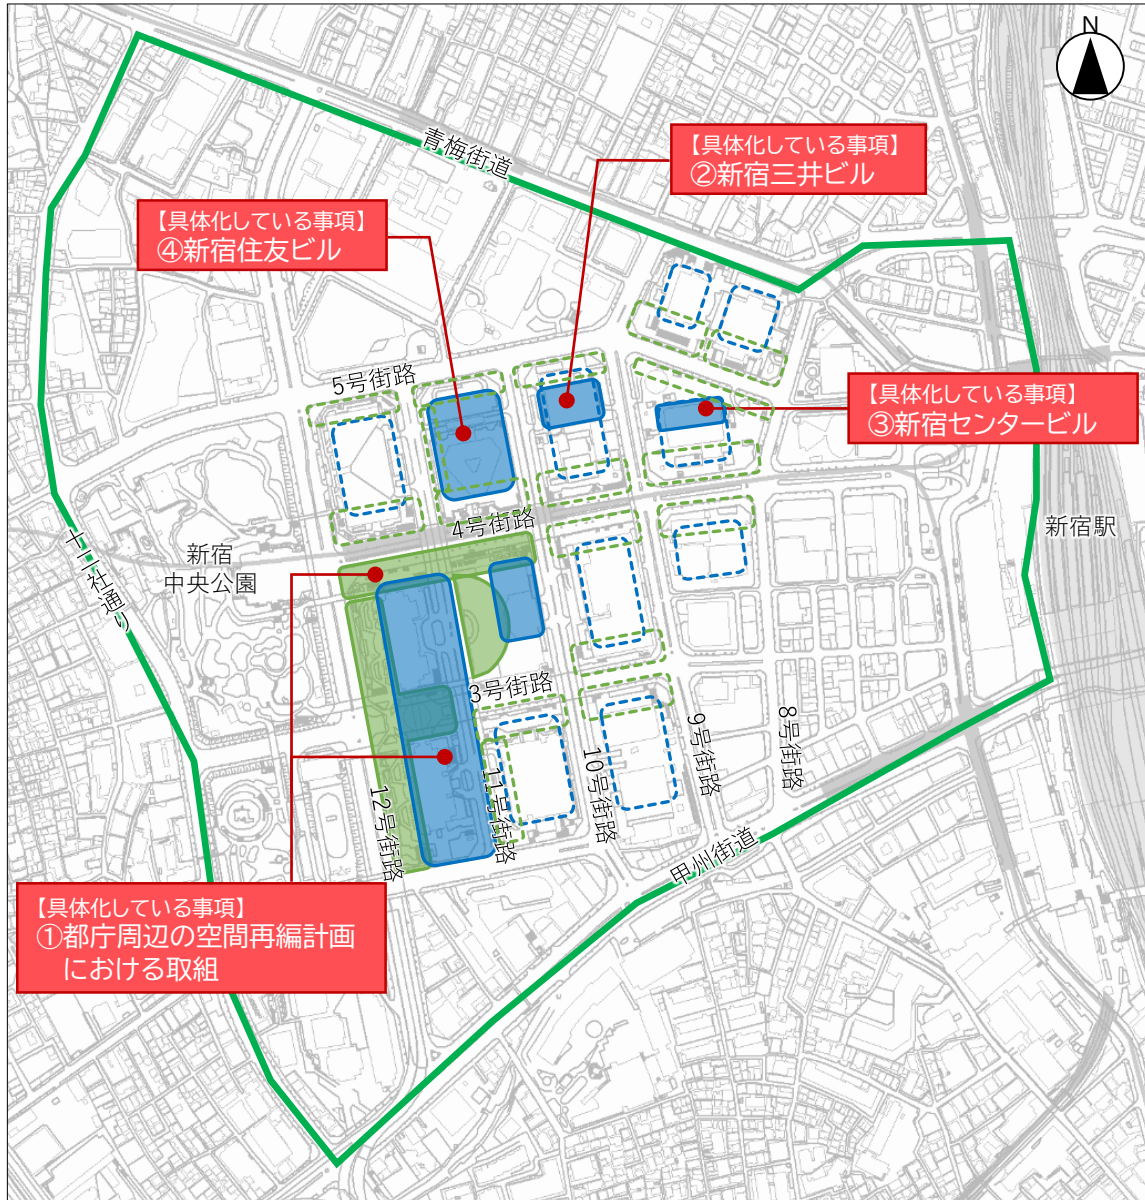 N
青梅街道
【具体化している事項】
②新宿三井ビル
【具体化している事項】
④新宿住友ビル
5号街路
【具体化している事項】
③新宿センタービル
4号街路
新宿駅
十二社通り
新宿
中央公園
3号街路
9号街路
8号街路
10号街路
11号街路
12号街路
甲州街道
【具体化している事項】
①都庁周辺の空間再編計画
における取組